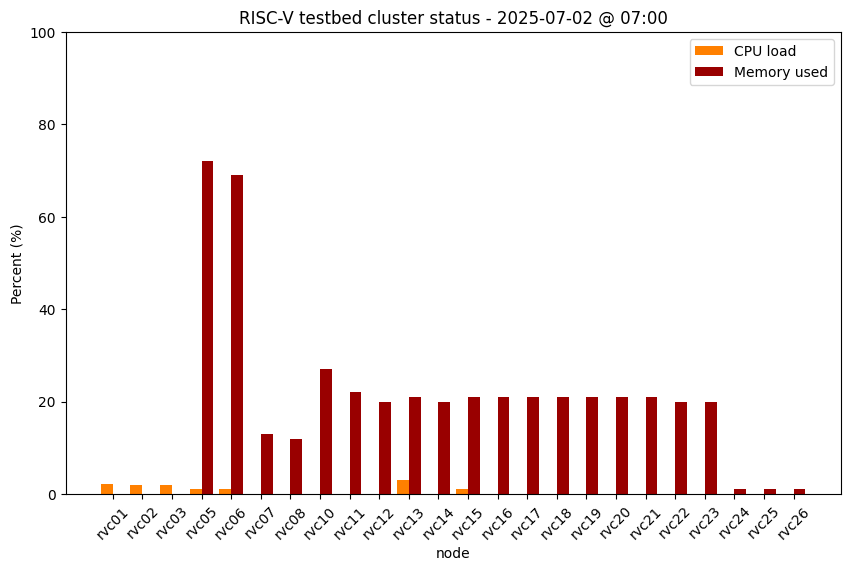 RISC-V testbed cluster status - 2025-07-02 @ 07:00
CPU load
Memory used
Percent (%)
100
80
60
40
20
0
rvc01 rvc02 rvc03 rvc05 rvc06 rvc07 rvc08 rvc10 rvc11 rvc12 rvc13 rvc14 rvc15 rvc16 rvc17 rvc18 rvc19 rvc20 rvc21 rvc22 rvc23 rvc24 rvc25 rvc26
node